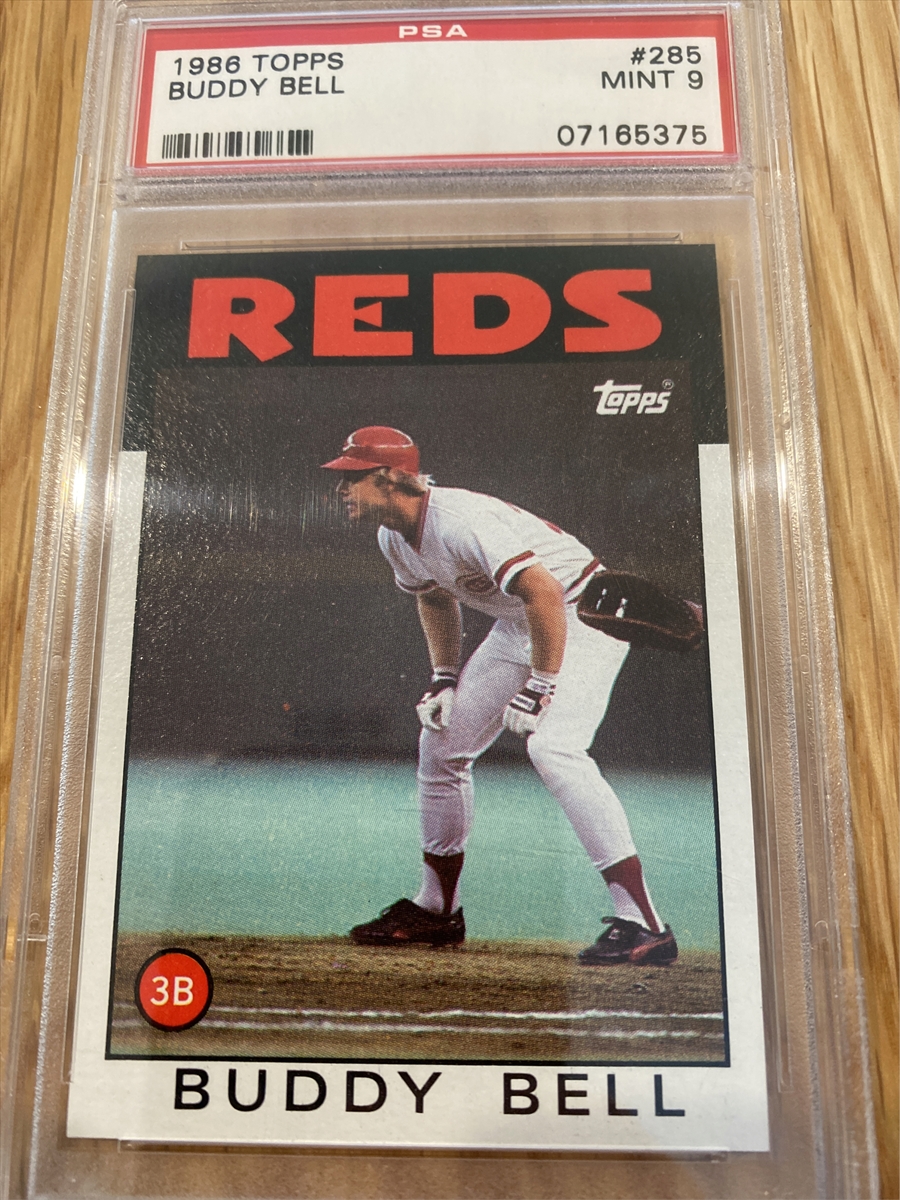 PSA
1986 TOPPS #285
BUDDY BELL MINT 9
07165375
REDS
topps®
3B
BUDDY BELL